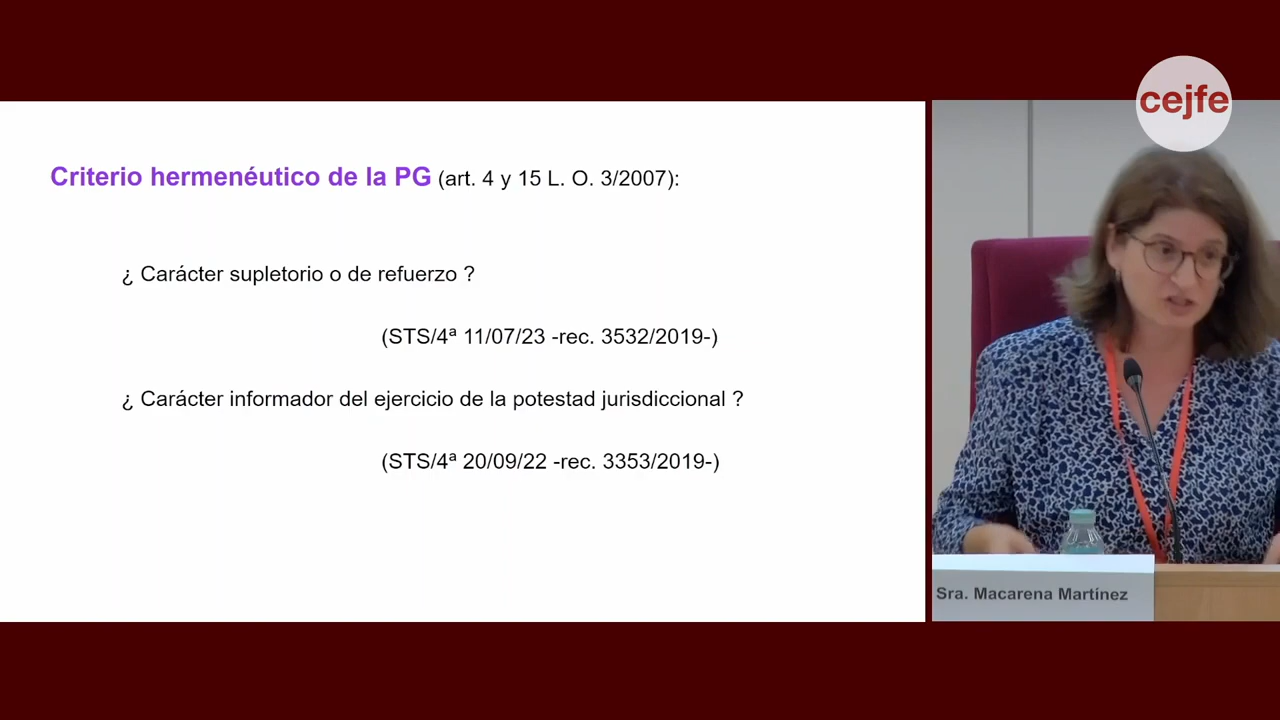 cejfe
Criterio hermenéutico de la PG (art. 4 y 15 L. O. 3/2007):
¿ Carácter supletorio o de refuerzo ?
(STS/4ª 11/07/23 -rec. 3532/2019-)
¿ Carácter informador del ejercicio de la potestad jurisdiccional ?
(STS/4ª 20/09/22 -rec. 3353/2019-)
Sra. Macarena Martínez